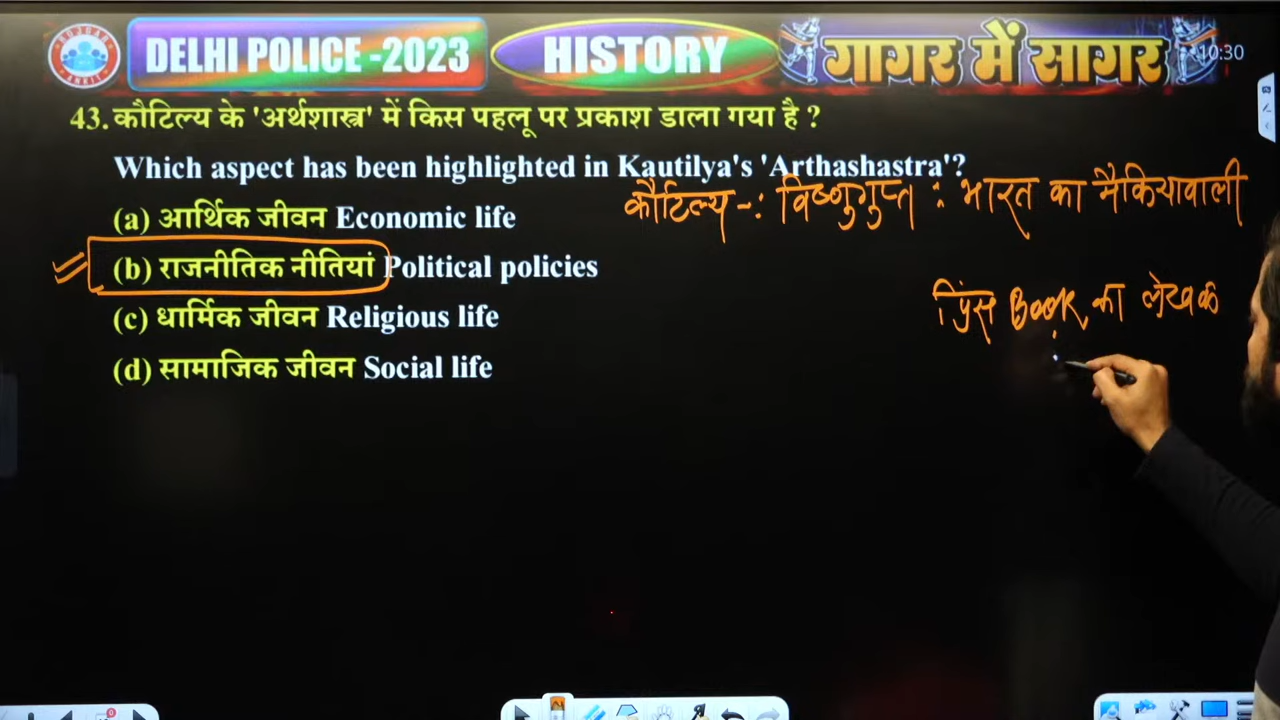 ROJGAR
ANKIT
DELHI POLICE -2023
HISTORY
गागर में सागर
10:30
43. कौटिल्य के 'अर्थशास्त्र' में किस पहलू पर प्रकाश डाला गया है ?
Which aspect has been highlighted in Kautilya's 'Arthashastra'?
कौटिल्य -: विष्णुगुप्त : भारत का मैकियावाली
(a) आर्थिक जीवन Economic life
(b) राजनीतिक नीतियां Political policies
प्रिंस Book का लेखक
(c) धार्मिक जीवन Religious life
(d) सामाजिक जीवन Social life